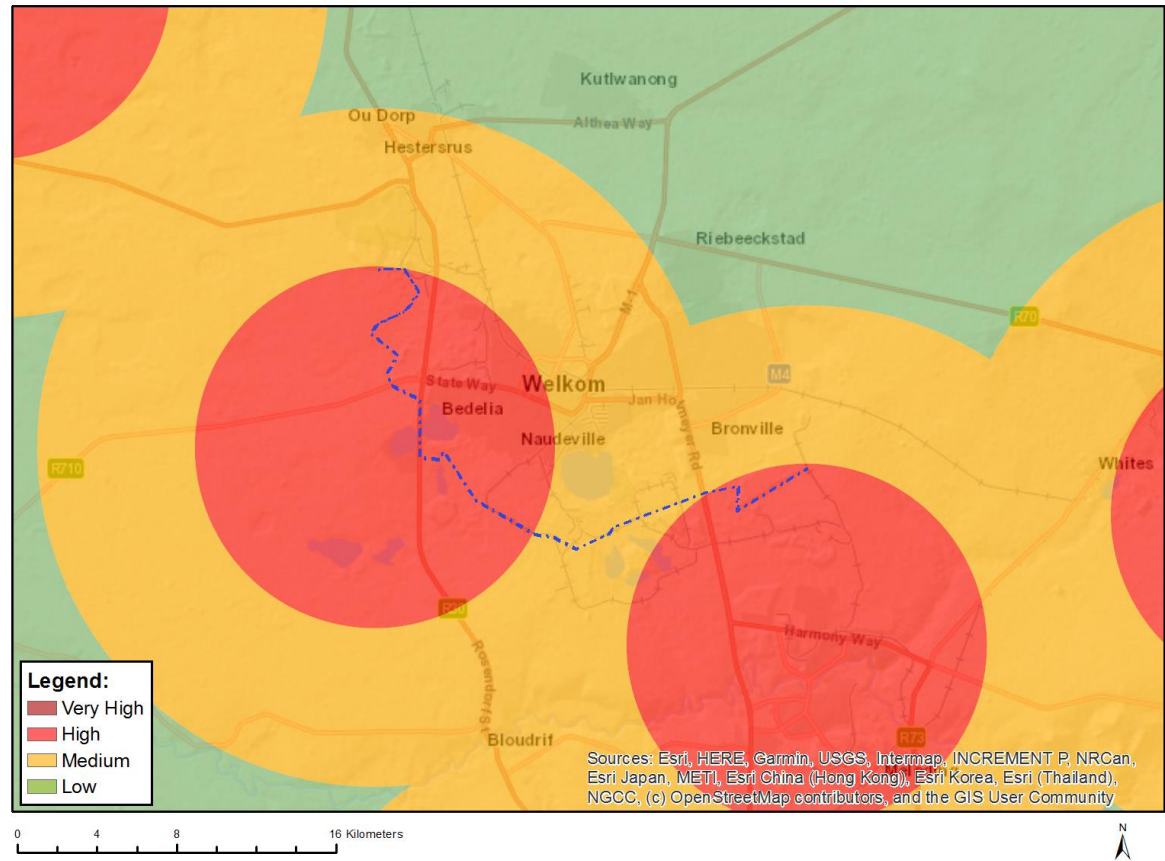 Kutlwanong
Ou Dorp
Althea Way
Hestersrus
Riebeeckstad
M-1
R70
State Way
Welkom
M4
Bedelia
Jan Ho
meyer Rd
Bronville
Naudeville
R710
Whites
R30
Harmony Way
Rosendorf St
Bloudrif
R73
Legend:
Very High
High
Medium
Low
Sources: Esri, HERE, Garmin, USGS, Intermap, INCREMENT P, NRCan,
Esri Japan, METI, Esri China (Hong Kong), Esri Korea, Esri (Thailand),
NGCC, (c) OpenStreetMap contributors, and the GIS User Community
0 4 8 16 Kilometers
N